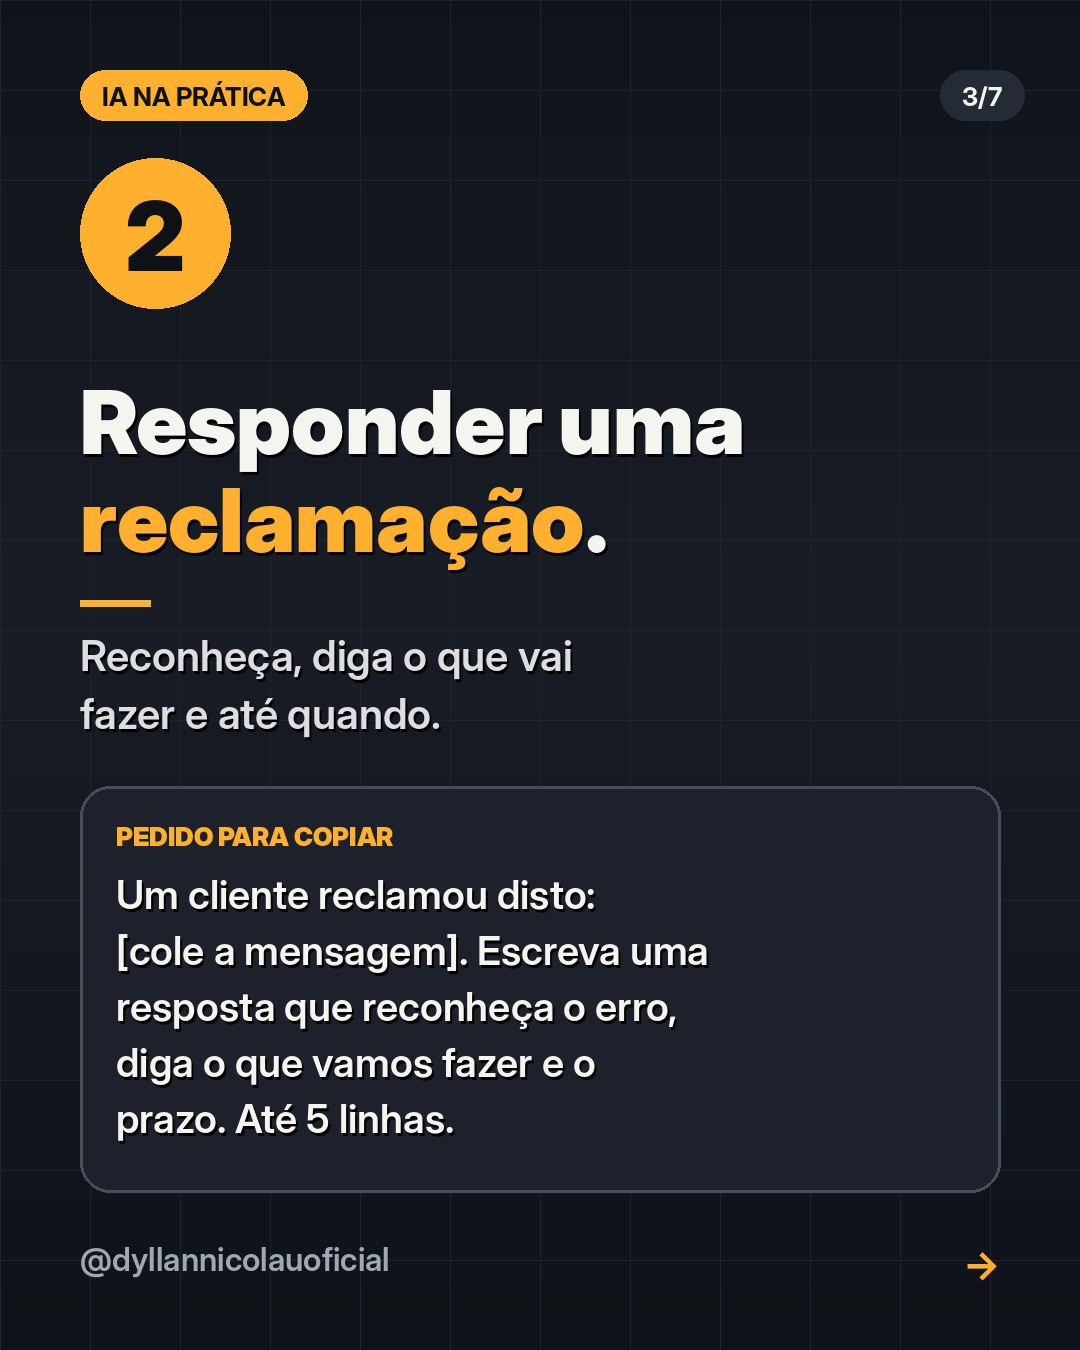 IA NA PRÁTICA
3/7
2
Responder uma
reclamação.
Reconheça, diga o que vai
fazer e até quando.
PEDIDO PARA COPIAR
Um cliente reclamou disto:
[cole a mensagem]. Escreva uma
resposta que reconheça o erro,
diga o que vamos fazer e o
prazo. Até 5 linhas.
@dyllannicolauoficial
→